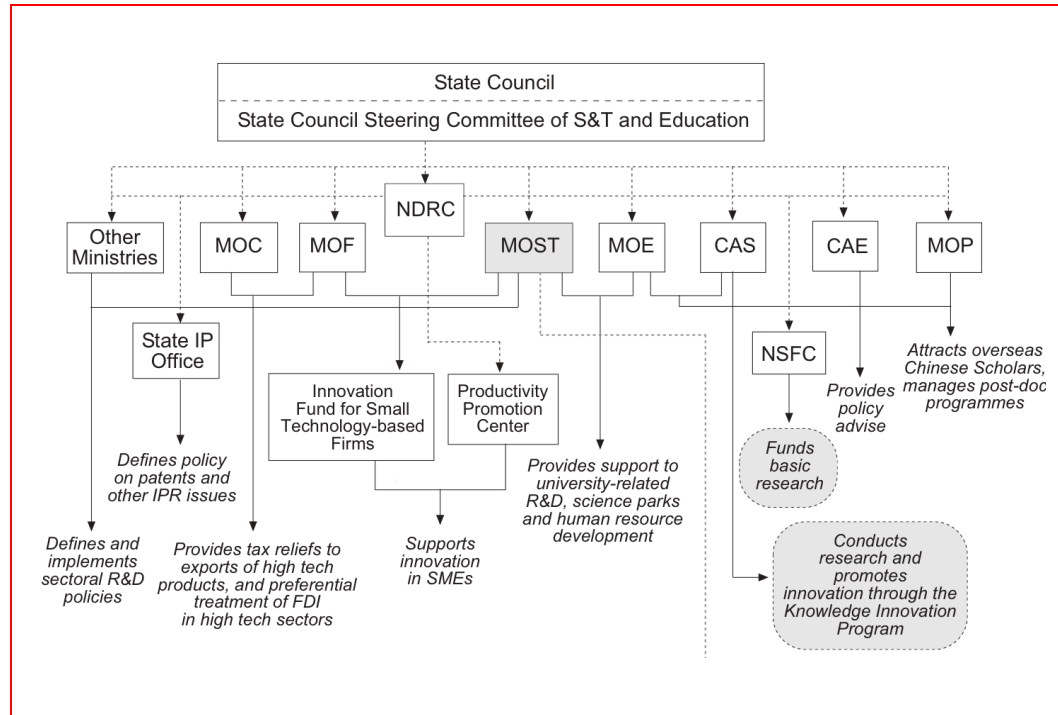 State Council
State Council Steering Committee of S&T and Education
NDRC
Other
Ministries
MOC
MOF
MOST
MOE
CAS
CAE
MOP
State IP
Office
NSFC
Innovation
Fund for Small
Technology-based
Firms
Productivity
Promotion
Center
Attracts overseas
Chinese Scholars,
manages post-doc
programmes
Provides
policy
advise
Funds
basic
research
Defines policy
on patents and
other IPR issues
Provides support to
university-related
R&D, science parks
and human resource
development
Defines and
implements
sectoral R&D
policies
Provides tax reliefs to
exports of high tech
products, and preferential
treatment of FDI
in high tech sectors
Supports
innovation
in SMEs
Conducts
research and
promotes
innovation through the
Knowledge Innovation
Program